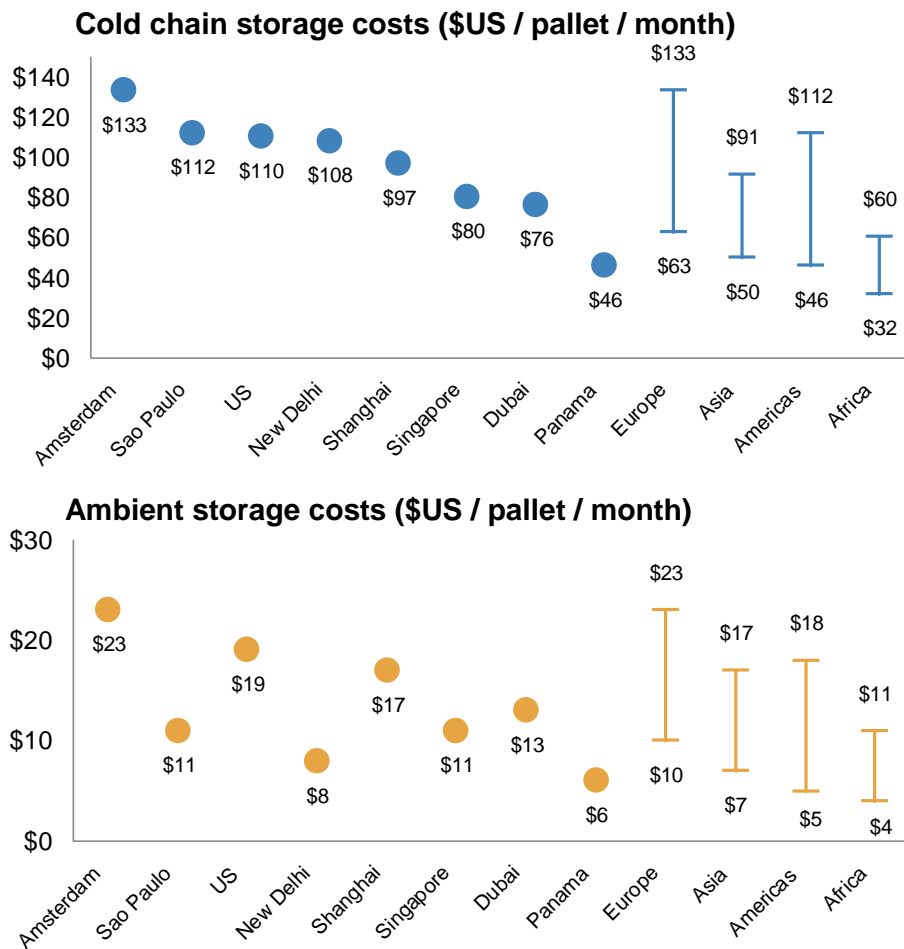 Cold chain storage costs ($US / pallet / month)
$140
$120
$100
$80
$60
$40
$20
$0
$133
$112
$110
$108
$97
$80
$76
$46
$133
$63
$91
$50
$112
$46
$60
$32
Amsterdam
Sao Paulo
US
New Delhi
Shanghai
Singapore
Dubai
Panama
Europe
Asia
Americas
Africa
Ambient storage costs ($US / pallet / month)
$30
$20
$10
$0
$23
$11
$19
$8
$17
$11
$13
$6
$23
$10
$17
$7
$18
$5
$11
$4
Amsterdam
Sao Paulo
US
New Delhi
Shanghai
Singapore
Dubai
Panama
Europe
Asia
Americas
Africa